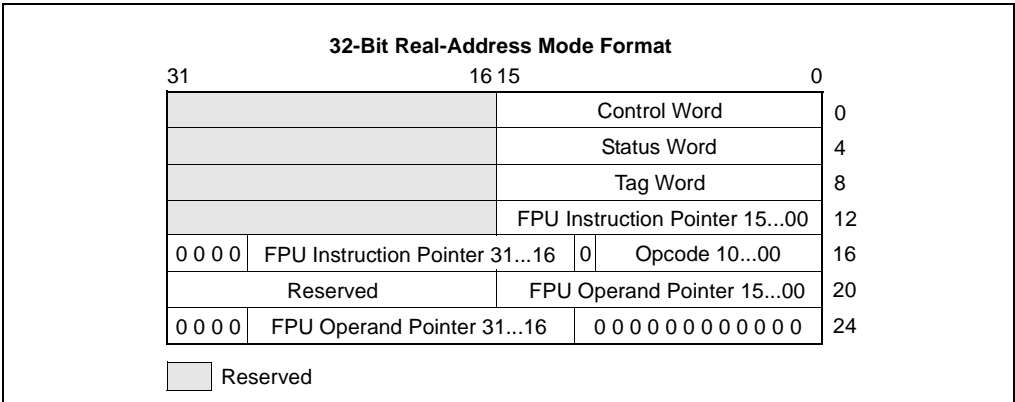 32-Bit Real-Address Mode Format
31 16 15 0
Control Word 0
Status Word 4
Tag Word 8
FPU Instruction Pointer 15...00 12
0 0 0 0 FPU Instruction Pointer 31...16 0 Opcode 10...00 16
Reserved FPU Operand Pointer 15...00 20
0 0 0 0 FPU Operand Pointer 31...16 0 0 0 0 0 0 0 0 0 0 0 0 24
Reserved